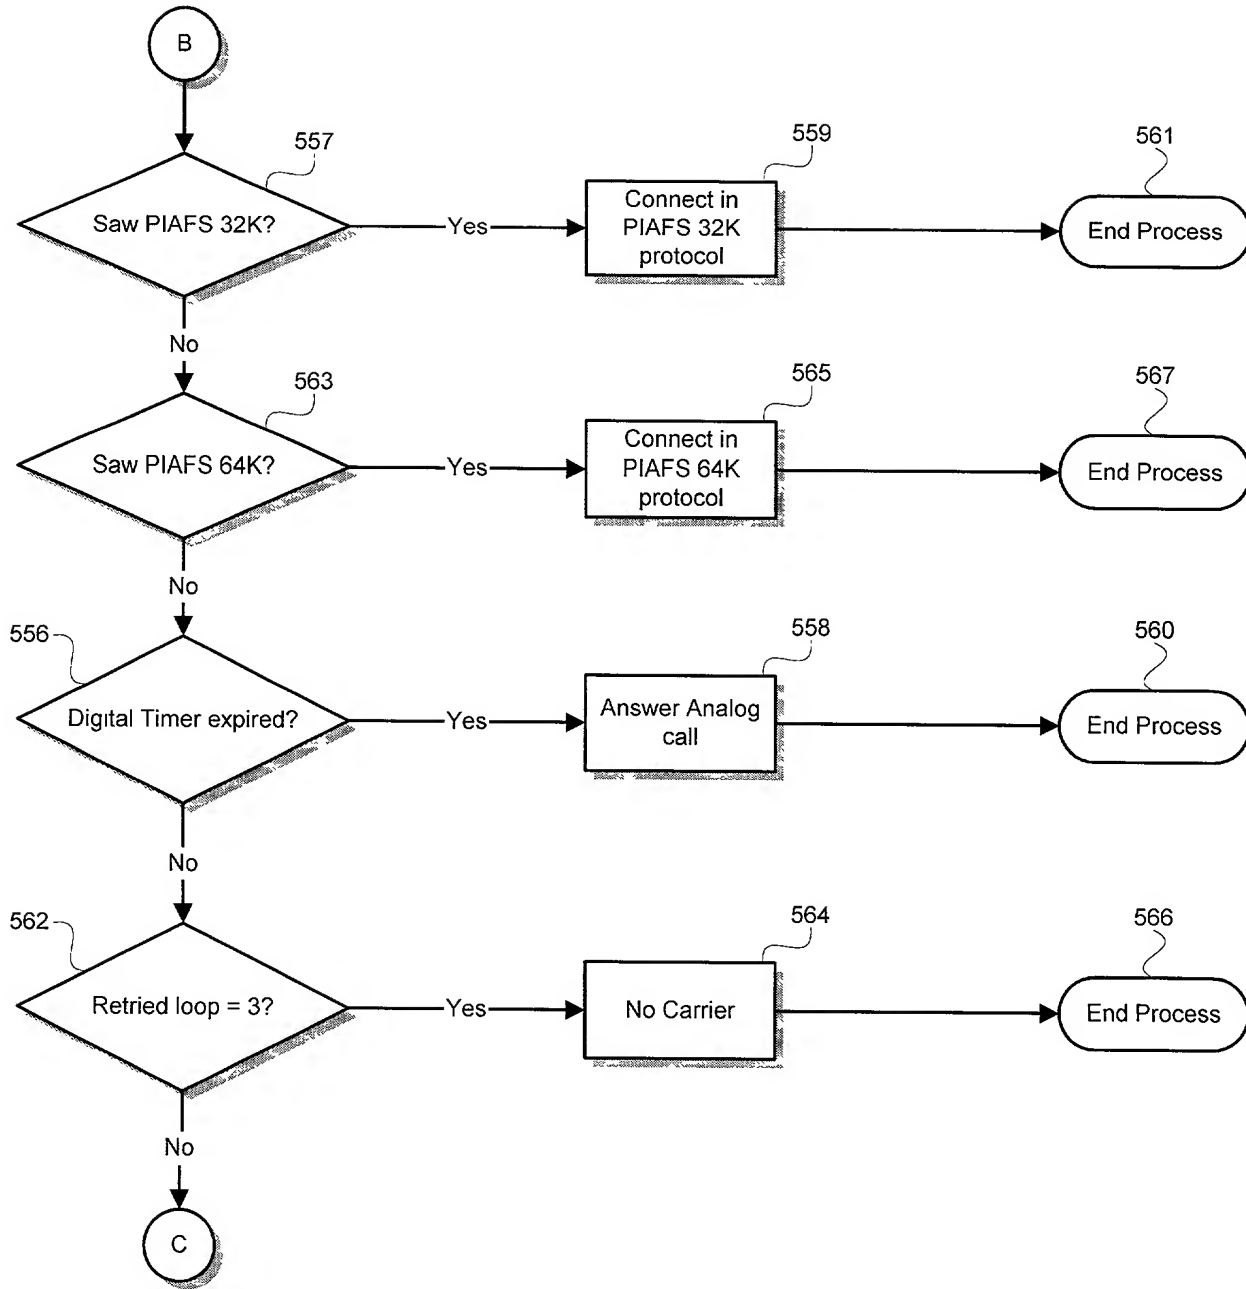 B
557
559
561
Saw PIAFS 32K?
Yes
Connect in
PIAFS 32K
protocol
End Process
No
563
565
567
Saw PIAFS 64K?
Yes
Connect in
PIAFS 64K
protocol
End Process
No
556
558
560
Digital Timer expired?
Yes
Answer Analog
call
End Process
No
562
564
566
Retried loop = 3?
Yes
No Carrier
End Process
No
C